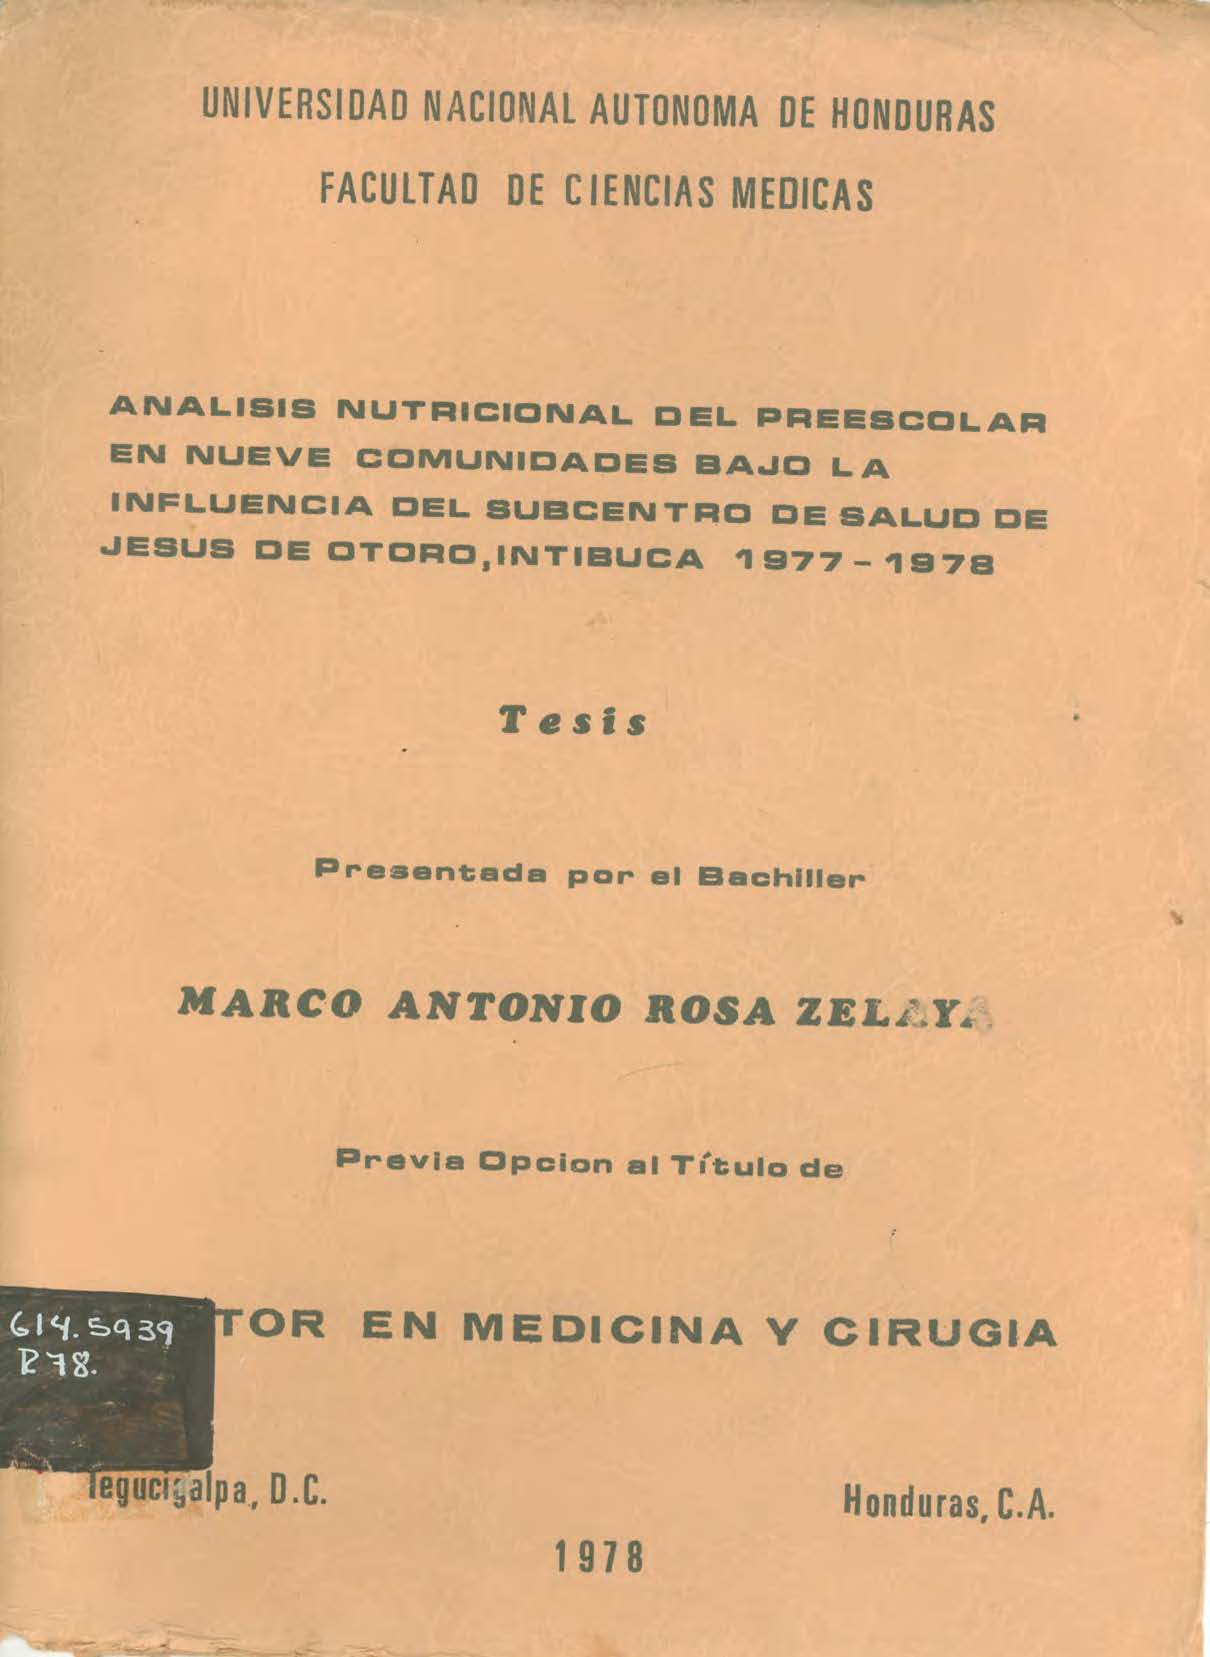 UNIVERSIDAD NACIONAL AUTONOMA DE HONDURAS
FACULTAD DE CIENCIAS MEDICAS
ANALISIS NUTRICIONAL DEL PREESCOLAR
EN NUEVE COMUNIDADES BAJO LA
INFLUENCIA DEL SUBCENTRO DE SALUD DE
JESUS DE OTORO, INTIBUCA 1977-1978
Tesis
Presentada por el Bachiller
MARCO ANTONIO ROSA ZELAYA
Previa Opcion al Título de
TOR EN MEDICINA Y CIRUGIA
614.5939
R78.
Tegucigalpa, D.C.
Honduras, C.A.
1978